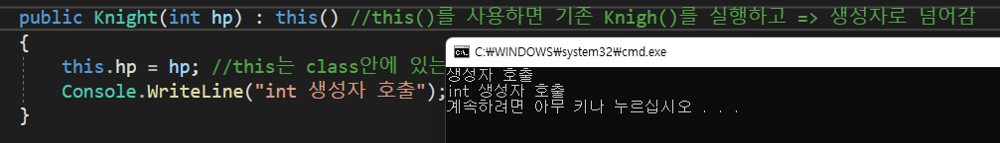 public Knight(int hp) : this() //this()를 사용하면 기존 Knigh()를 실행하고 => 생성자로 넘어감
{
this.hp = hp; //this는 class안에 있는
Console.WriteLine("int 생성자 호출");
}
C:\WINDOWS\system32\cmd.exe
생성자 호출
int 생성자 호출
계속하려면 아무 키나 누르십시오 . . .